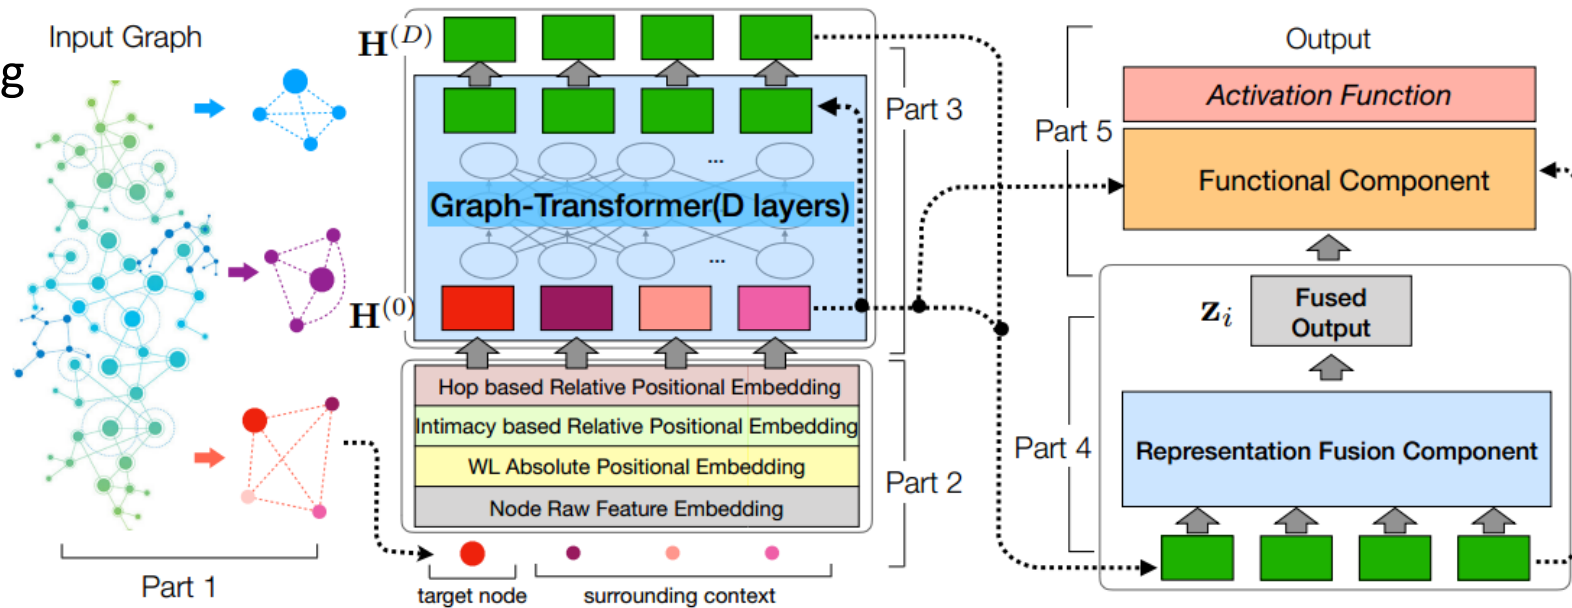 g
Input Graph
Part 1
H(D)
Part 3
Graph-Transformer(D layers)
...
...
H(0)
Hop based Relative Positional Embedding
Intimacy based Relative Positional Embedding
WL Absolute Positional Embedding
Node Raw Feature Embedding
Part 2
target node
surrounding context
Output
Activation Function
Part 5
Functional Component
zi
Fused
Output
Part 4
Representation Fusion Component